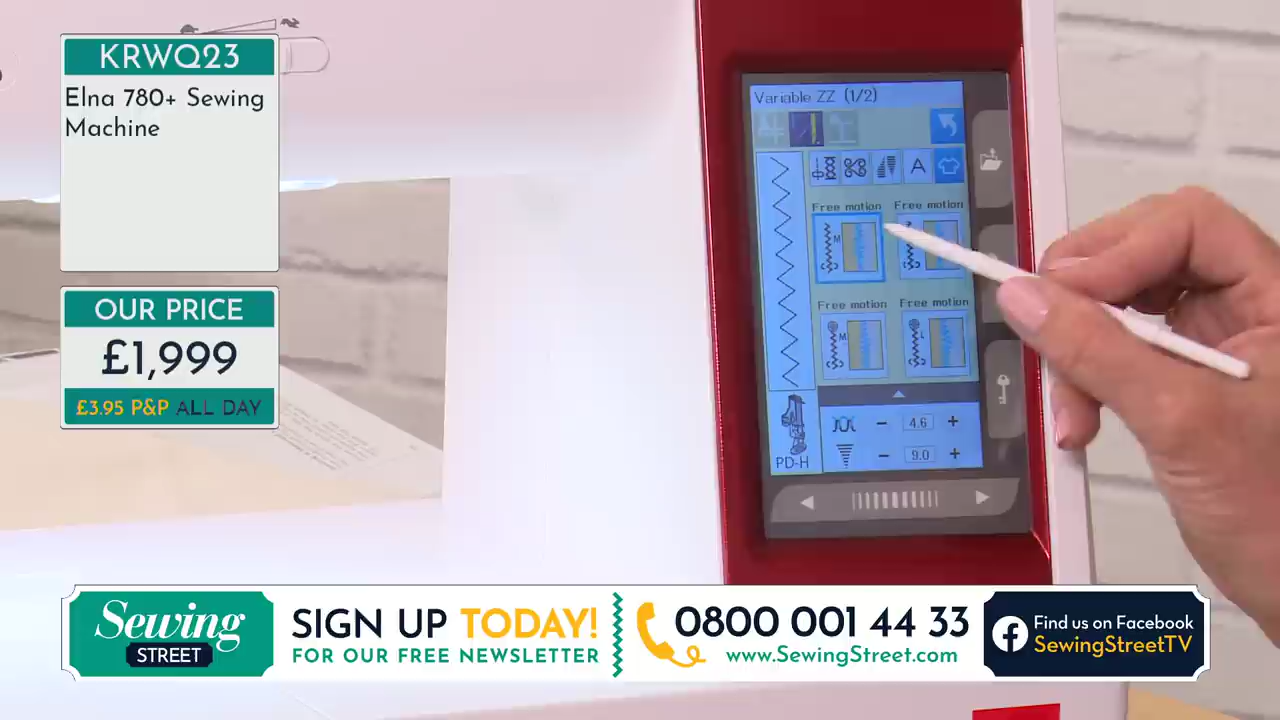 KRWQ23
Elna 780+ Sewing
Machine
OUR PRICE
£1,999
£3.95 P&P ALL DAY
Variable ZZ (1/2)
A
Free motion
Free motion
M
Free motion
Free motion
M
L
4.6
PD-H
9.0
Sewing
STREET
SIGN UP TODAY!
FOR OUR FREE NEWSLETTER
0800 001 44 33
www.SewingStreet.com
Find us on Facebook
SewingStreetTV